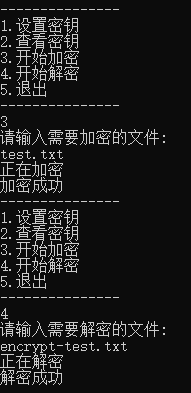 ---------------
1.设置密钥
2.查看密钥
3.开始加密
4.开始解密
5.退出
---------------
3
请输入需要加密的文件:
test.txt
正在加密
加密成功
---------------
1.设置密钥
2.查看密钥
3.开始加密
4.开始解密
5.退出
---------------
4
请输入需要解密的文件:
encrypt-test.txt
正在解密
解密成功